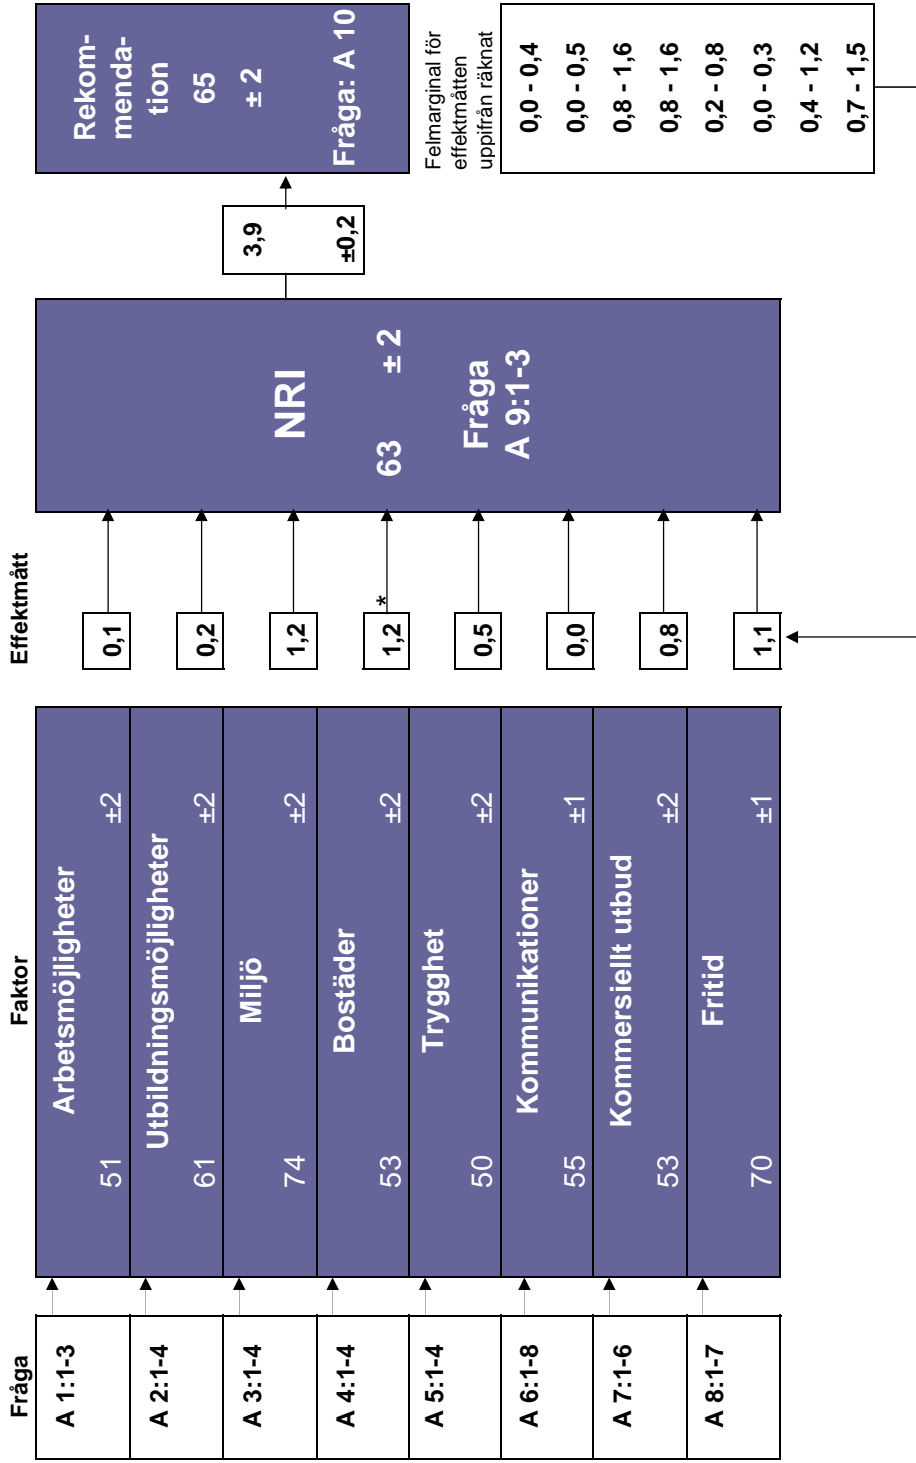 Fråga
Faktor
Effektmått
A 1:1-3
Arbetsmöjligheter
51
±2
0,1
A 2:1-4
Utbildningsmöjligheter
61
±2
0,2
A 3:1-4
Miljö
74
±2
1,2
A 4:1-4
Bostäder
53
±2
1,2
*
A 5:1-4
Trygghet
50
±2
0,5
A 6:1-8
Kommunikationer
55
±1
0,0
A 7:1-6
Kommersiellt utbud
53
±2
0,8
A 8:1-7
Fritid
70
±1
1,1
NRI
63 ± 2
Fråga
A 9:1-3
3,9
±0,2
Rekom-
menda-
tion
65
± 2
Fråga: A 10
Felmarginal för
effektmåtten
uppifrån räknat
0,0 - 0,4
0,0 - 0,5
0,8 - 1,6
0,8 - 1,6
0,2 - 0,8
0,0 - 0,3
0,4 - 1,2
0,7 - 1,5